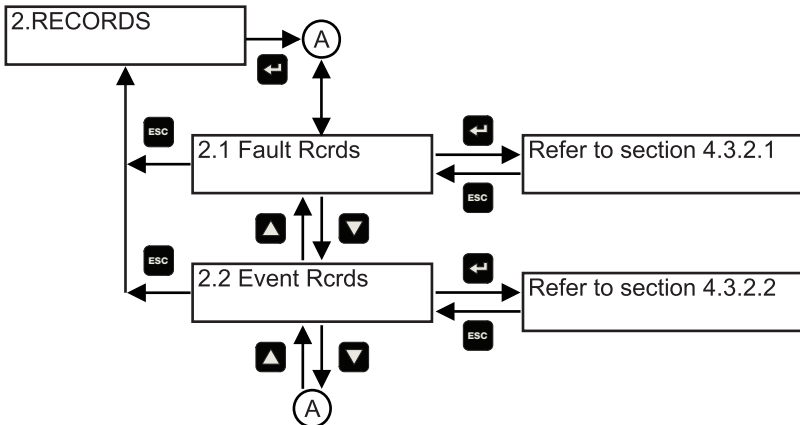 2.RECORDS
A
ESC
2.1 Fault Rcrds
Refer to section 4.3.2.1
ESC
ESC
2.2 Event Rcrds
Refer to section 4.3.2.2
ESC
A